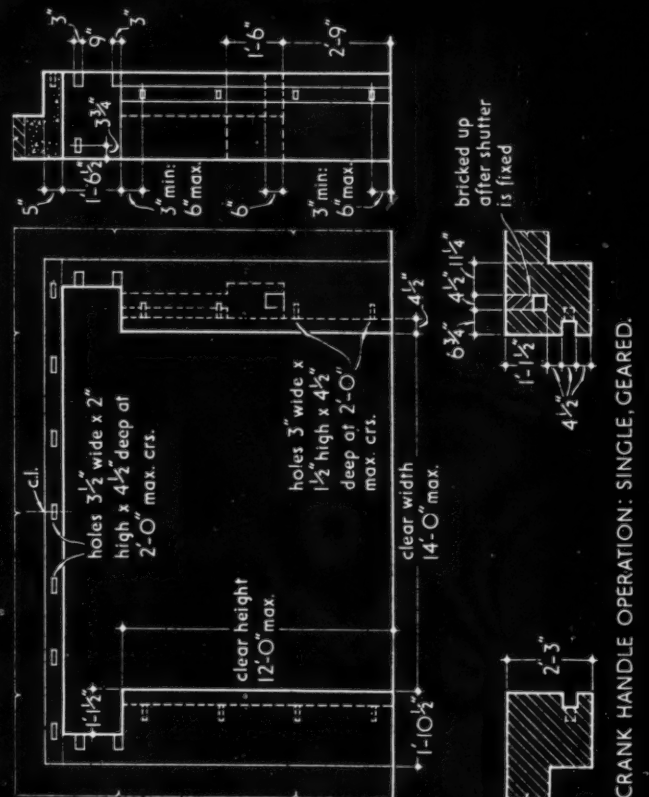 3"
9"
3"
1'-6"
2'-9"
3¾"
5"
1'-6½"
3" min:
6" max.
6"
3" min:
6" max.
bricked up
after shutter
is fixed
c.l.
holes 3½" wide x 2"
high x 4½" deep at
2'-0" max. crs.
holes 3" wide x
1½" high x 4½"
deep at 2'-0"
max. crs.
4½"
clear height
12'-0" max.
clear width
14'-0" max.
1'-1½"
1'-10½"
6¾"
4½"
11¼"
1'-1½"
4½"
2'-3"
CRANK HANDLE OPERATION: SINGLE, GEARED.